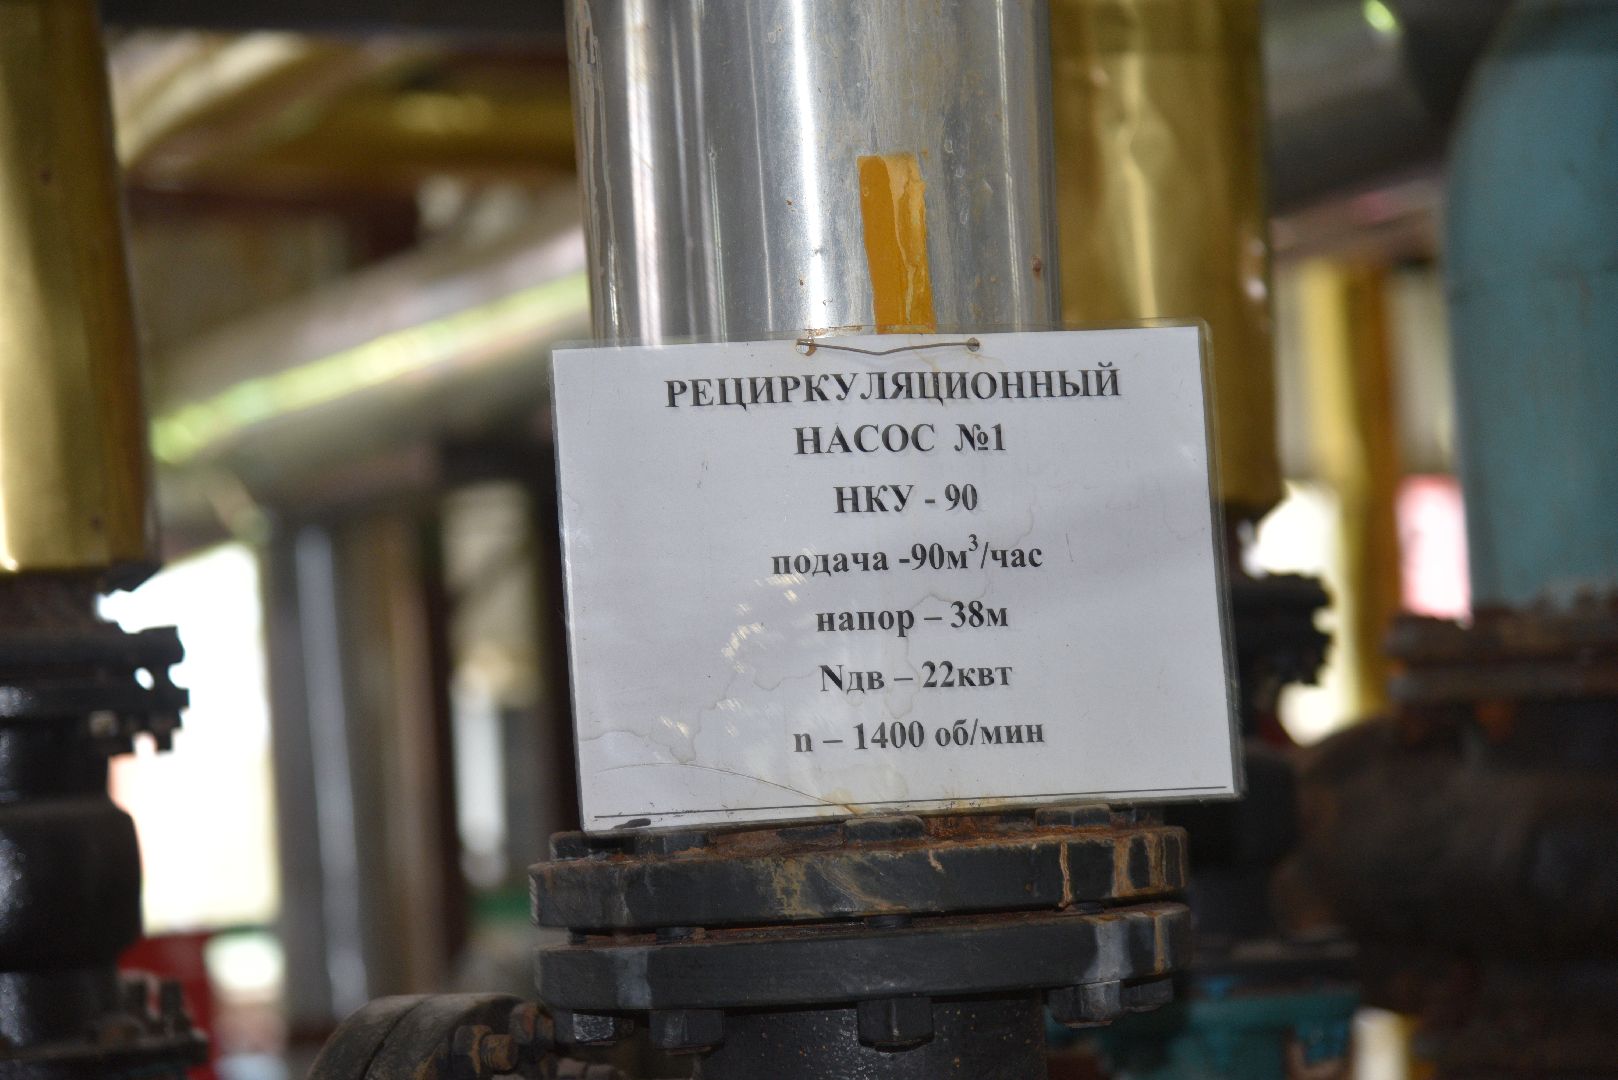 РЕЦИРКУЛЯЦИОННЫЙ
НАСОС №1
НКУ - 90
подача -90м³/час
напор – 38м
Nдв – 22квт
n – 1400 об/мин